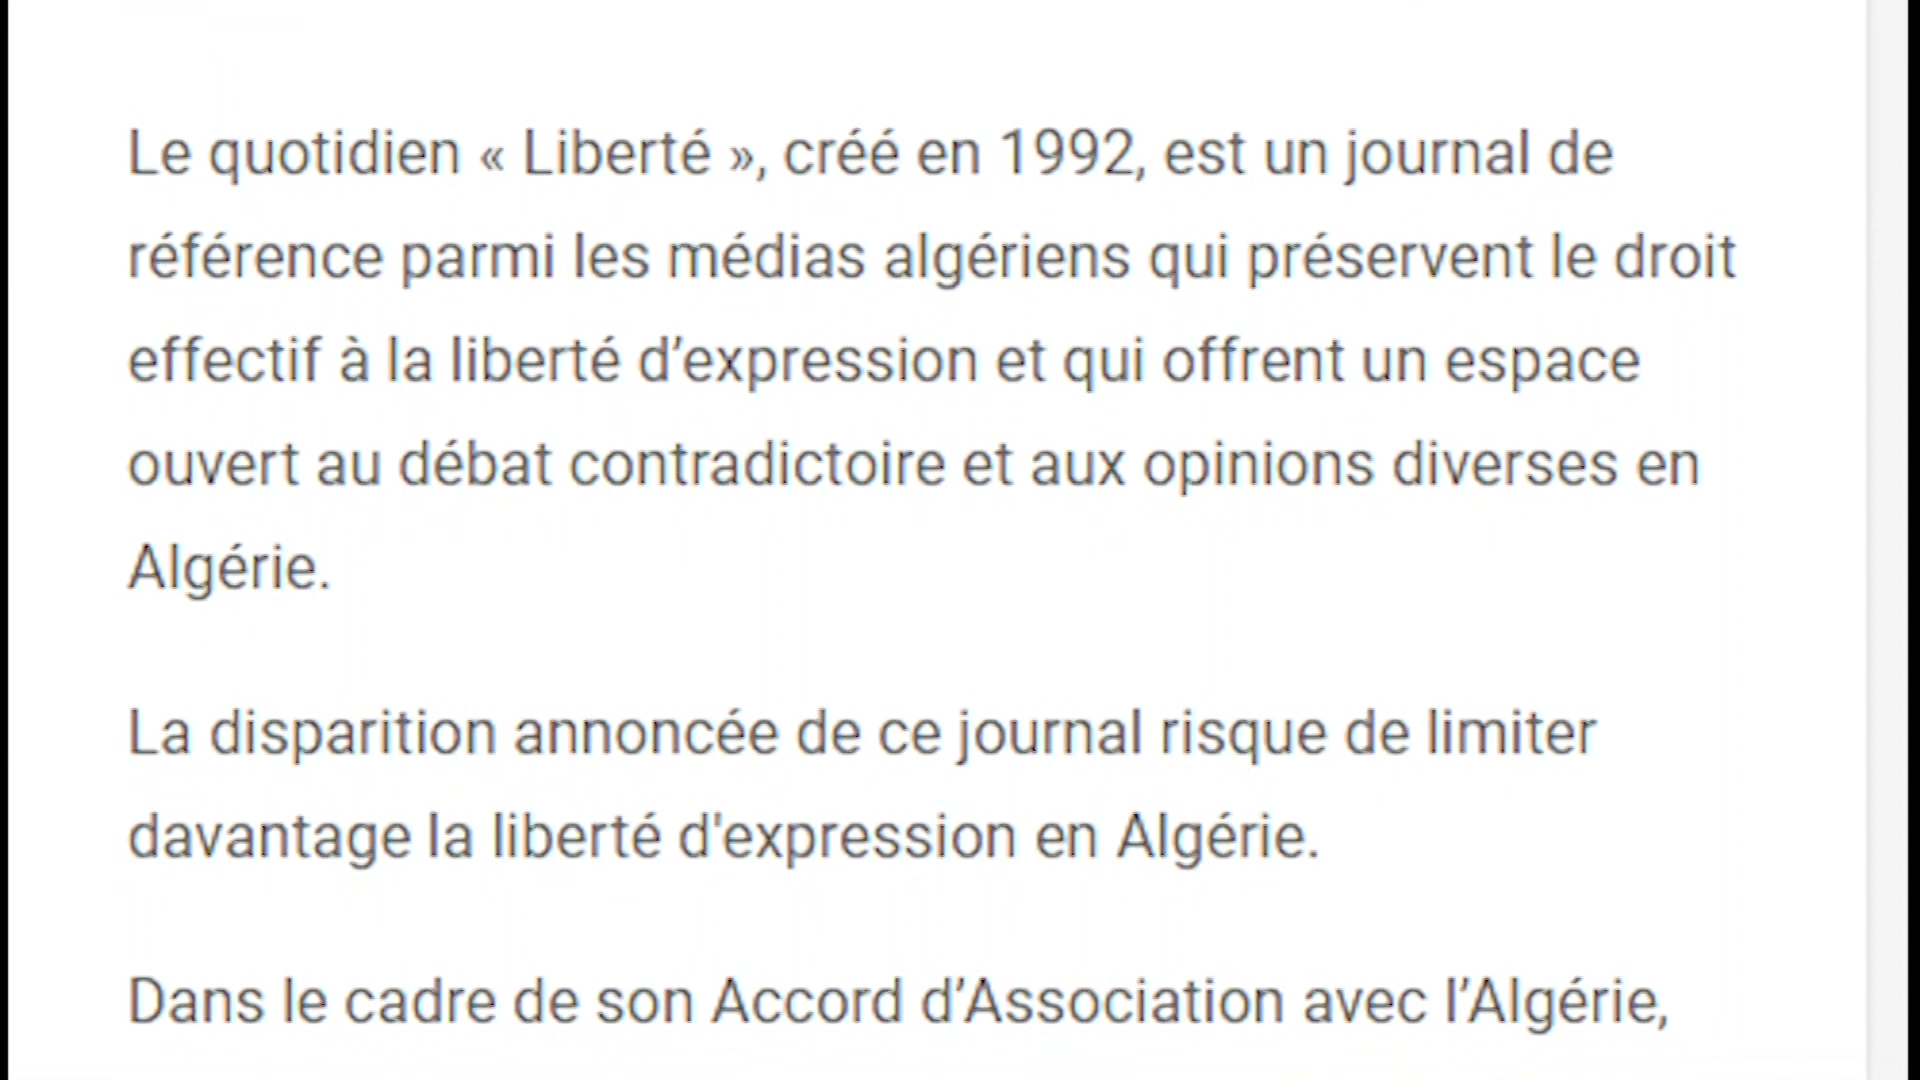 Le quotidien « Liberté », créé en 1992, est un journal de
référence parmi les médias algériens qui préservent le droit
effectif à la liberté d’expression et qui offrent un espace
ouvert au débat contradictoire et aux opinions diverses en
Algérie.
La disparition annoncée de ce journal risque de limiter
davantage la liberté d'expression en Algérie.
Dans le cadre de son Accord d’Association avec l’Algérie,